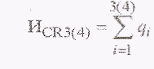 И_{CR3(4)} = \sum_{i=1}^{3(4)} q_i